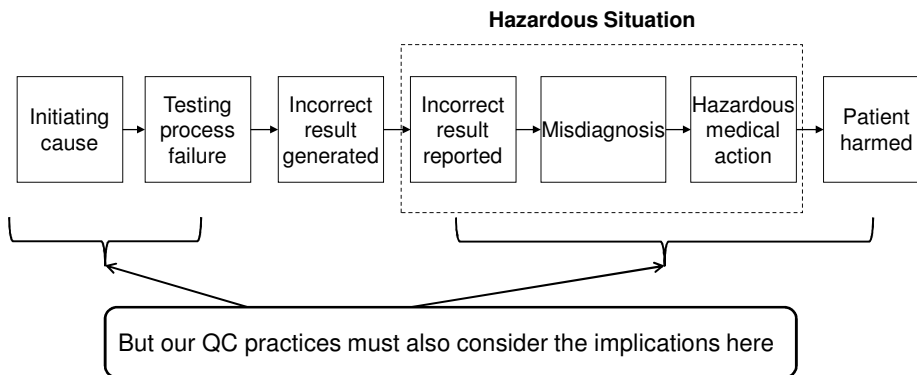 Hazardous Situation
Initiating
cause
Testing
process
failure
Incorrect
result
generated
Incorrect
result
reported
Misdiagnosis
Hazardous
medical
action
Patient
harmed
But our QC practices must also consider the implications here